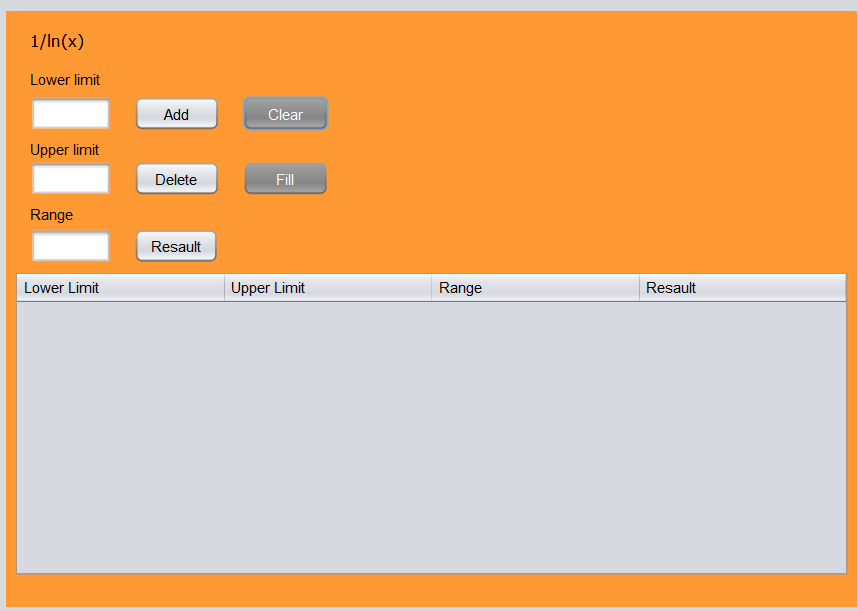 1/ln(x)
Lower limit
Add Clear
Upper limit
Delete Fill
Range
Resault
Lower Limit Upper Limit Range Resault